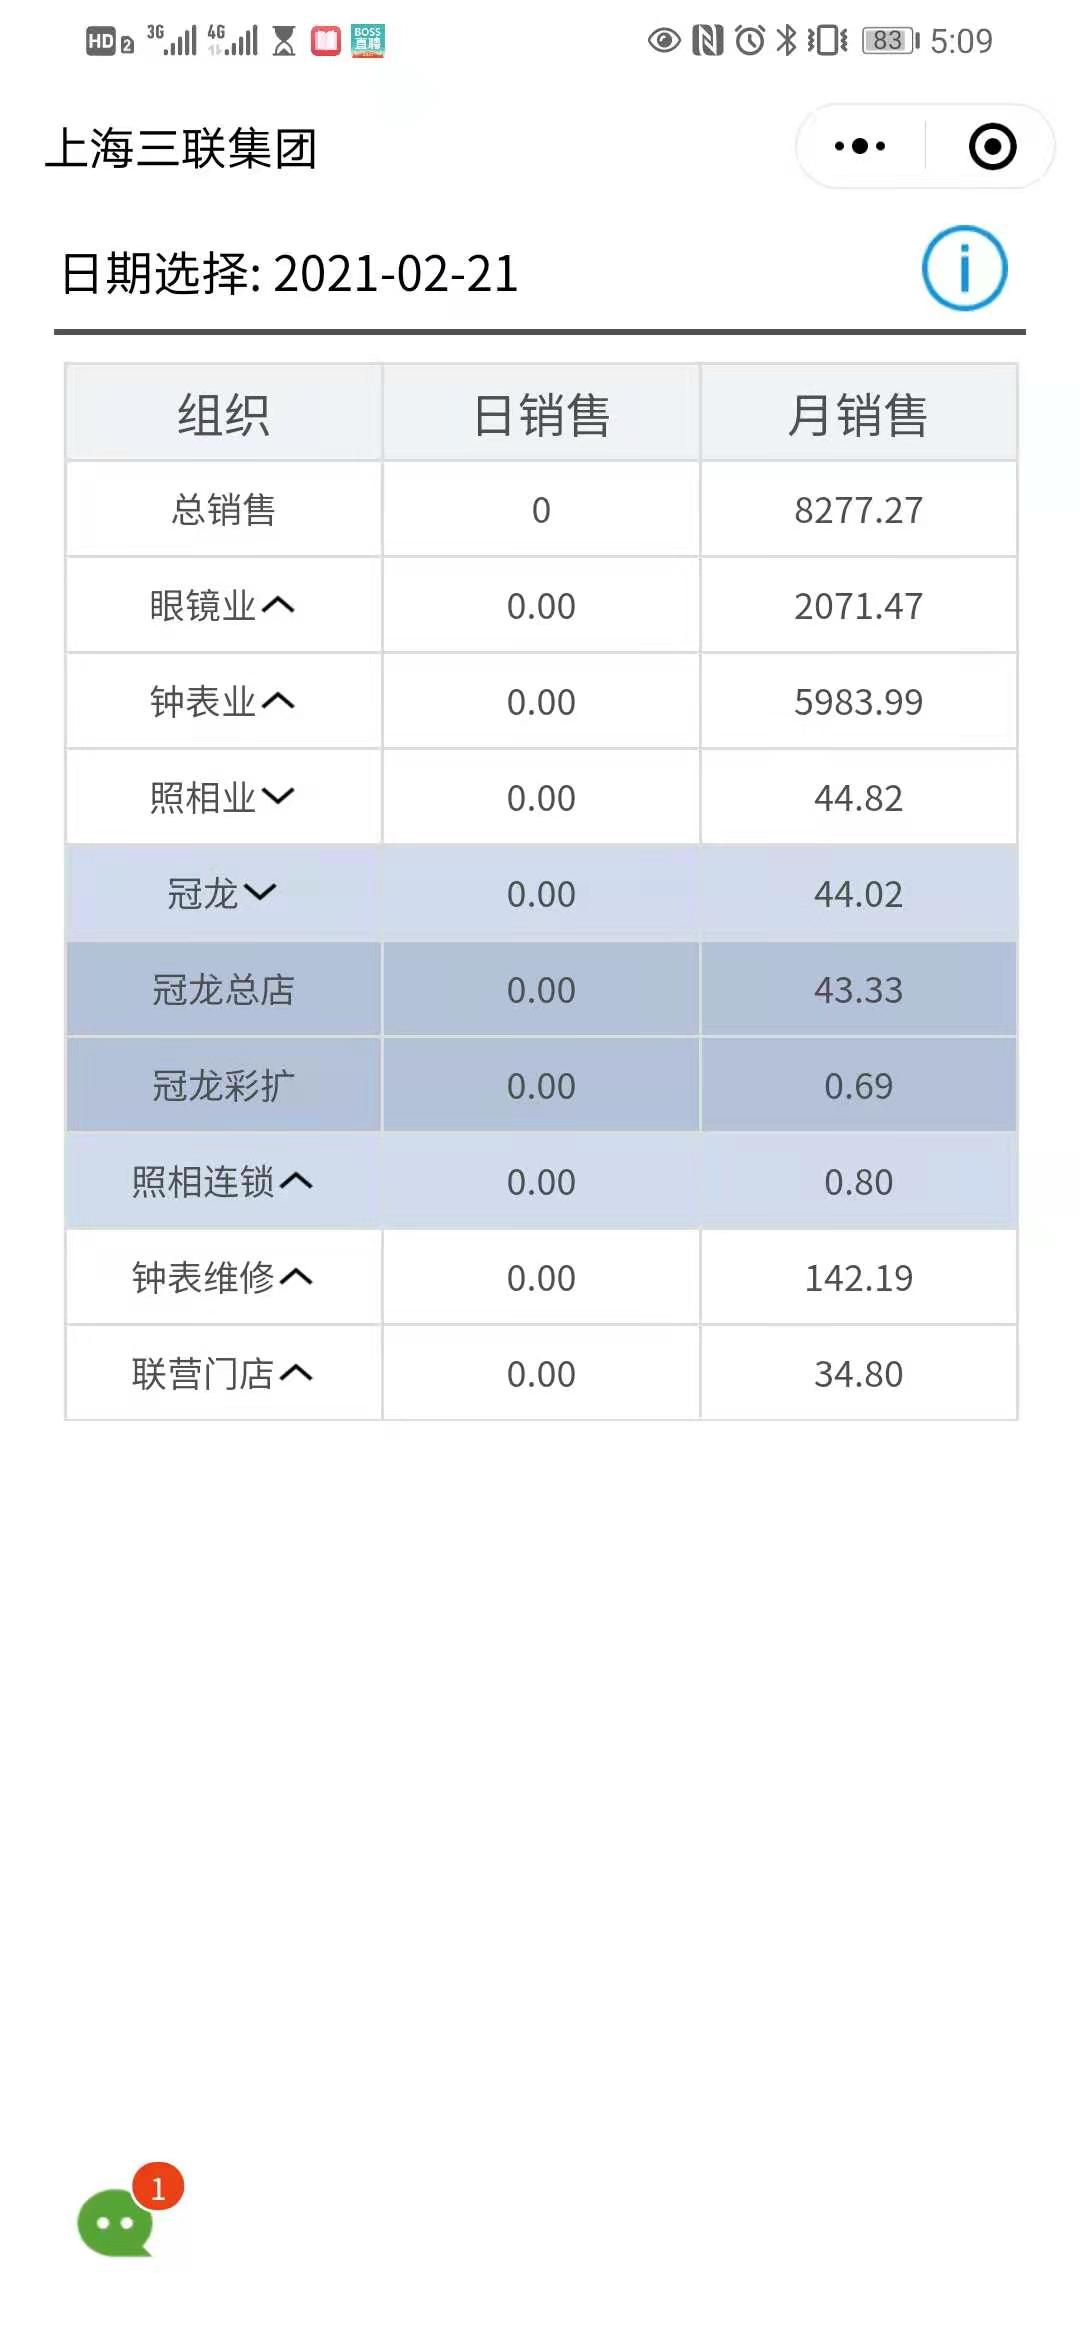 HD 2 3G 4G BOSS直聘 83 5:09
上海三联集团
日期选择: 2021-02-21
组织 日销售 月销售
总销售 0 8277.27
眼镜业 0.00 2071.47
钟表业 0.00 5983.99
照相业 0.00 44.82
冠龙 0.00 44.02
冠龙总店 0.00 43.33
冠龙彩扩 0.00 0.69
照相连锁 0.00 0.80
钟表维修 0.00 142.19
联营门店 0.00 34.80
1